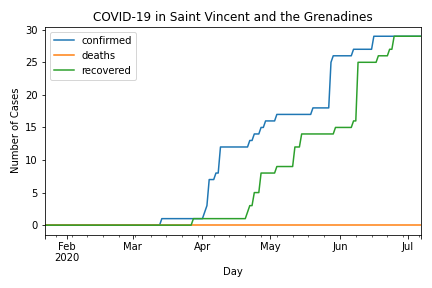 COVID-19 in Saint Vincent and the Grenadines
confirmed
deaths
recovered
Number of Cases
30
25
20
15
10
5
0
Feb
2020
Mar
Apr
May
Jun
Jul
Day